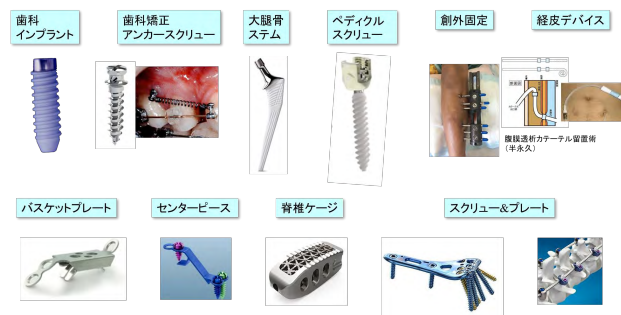 歯科
インプラント
歯科矯正
アンカースクリュー
大腿骨
ステム
ペディクル
スクリュー
創外固定
経皮デバイス
腹膜透析カテーテル留置術
（半永久）
バスケットプレート
センターピース
脊椎ケージ
スクリュー&プレート